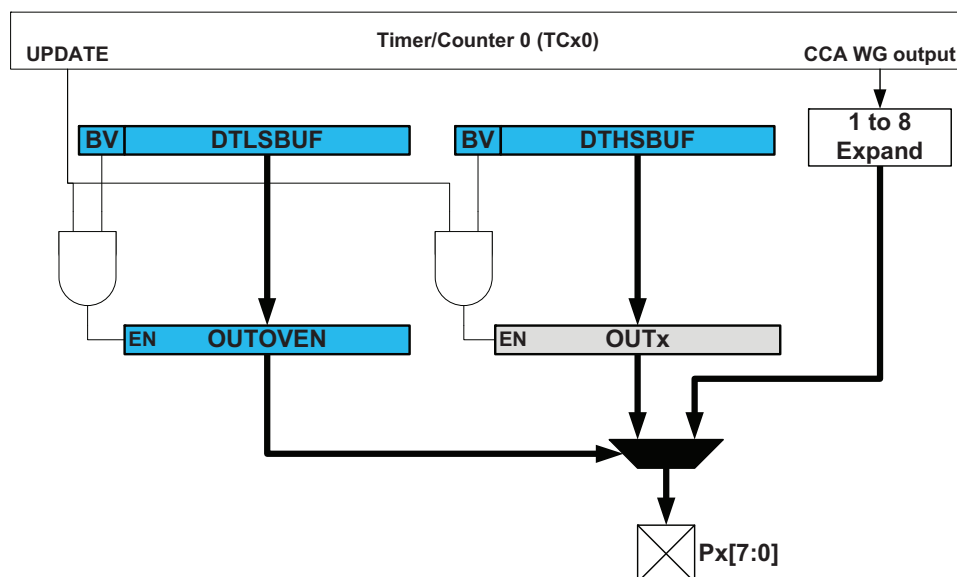 Timer/Counter 0 (TCx0)
UPDATE
CCA WG output
1 to 8
Expand
BV
DTLSBUF
BV
DTHSBUF
EN
OUTOVEN
EN
OUTx
Px[7:0]